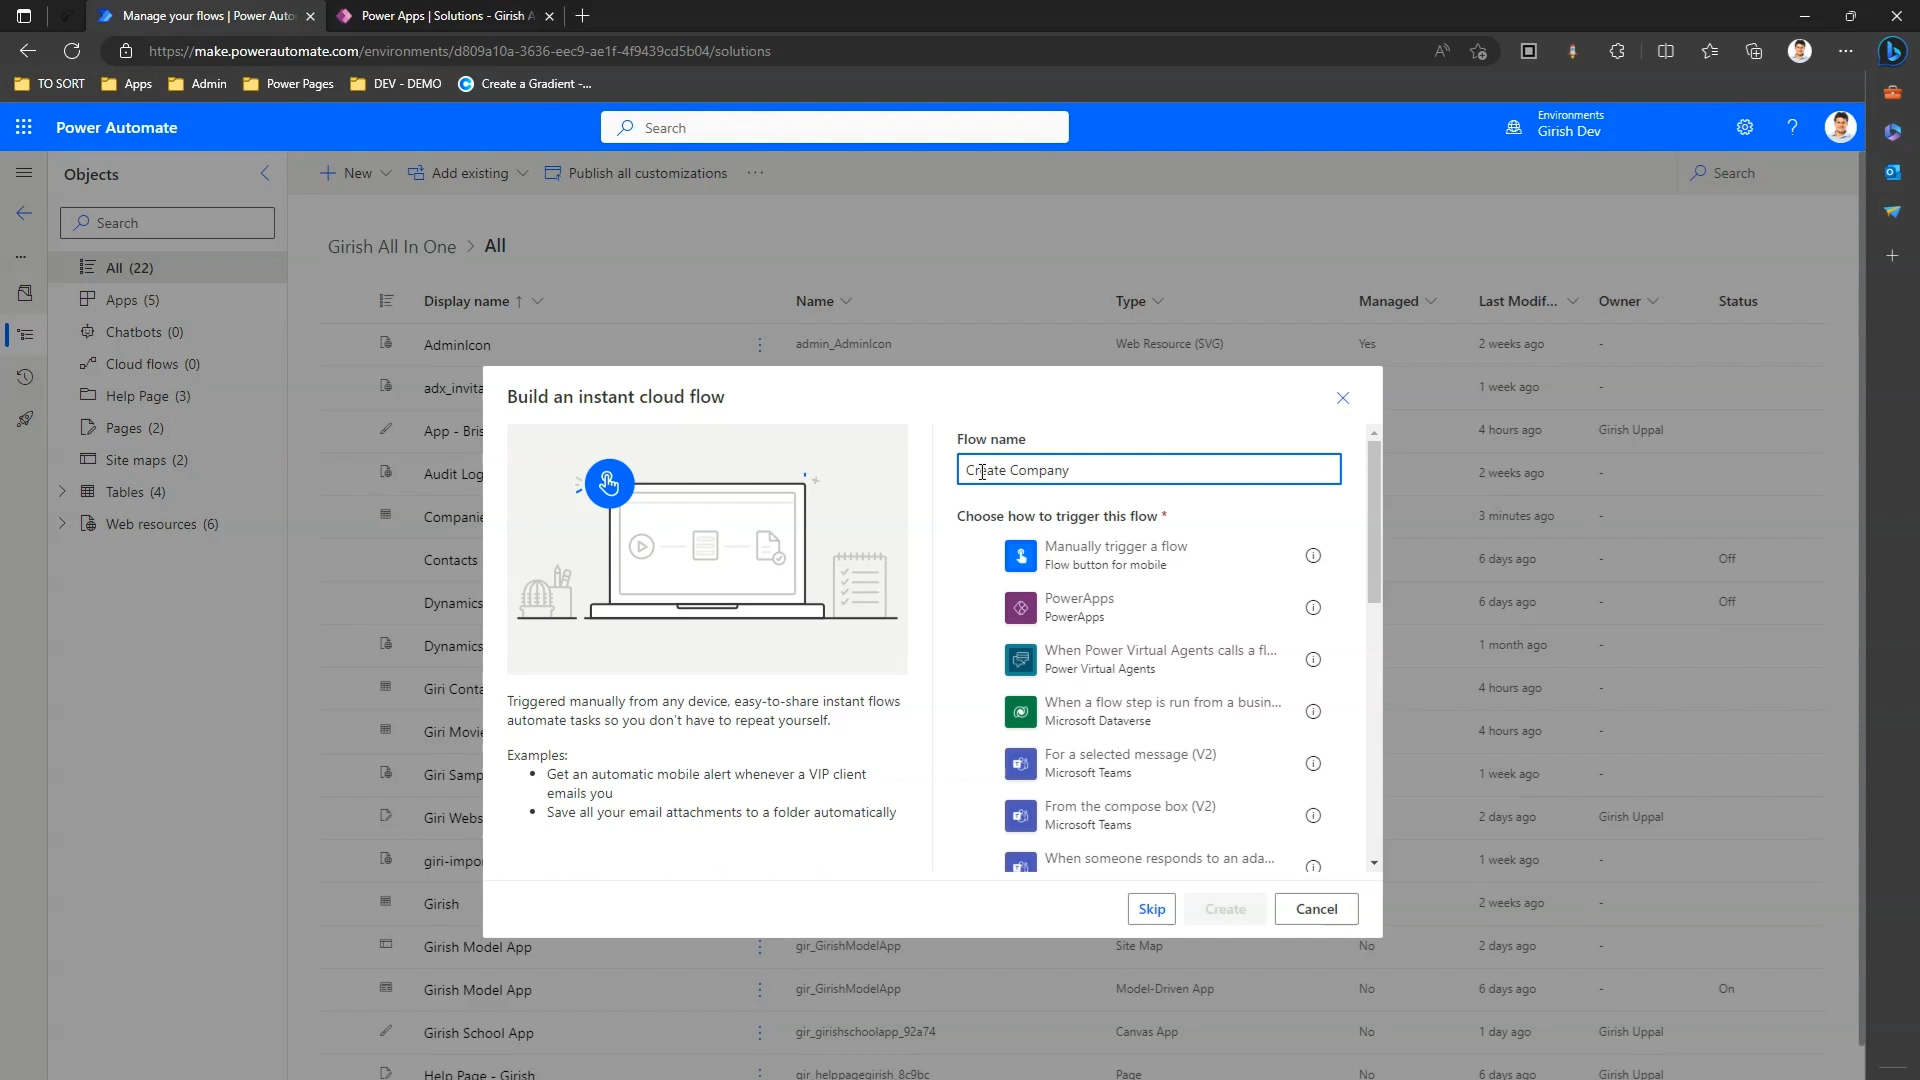 Manage your flows | Power Auto
Power Apps | Solutions - Girish A
https://make.powerautomate.com/environments/d809a10a-3636-eec9-ae1f-4f9439cd5b04/solutions
TO SORT
Apps
Admin
Power Pages
DEV - DEMO
Create a Gradient -...
Power Automate
Search
Environments
Girish Dev
Objects
New
Add existing
Publish all customizations
Search
Search
Girish All In One > All
All (22)
Apps (5)
Chatbots (0)
Cloud flows (0)
Help Page (3)
Pages (2)
Site maps (2)
Tables (4)
Web resources (6)
Display name ↑ Name Type Managed Last Modif... Owner Status
AdminIcon admin_AdminIcon Web Resource (SVG) Yes 2 weeks ago -
adx_invita 1 week ago -
App - Bris 4 hours ago Girish Uppal
Audit Log 2 weeks ago -
Companie 3 minutes ago -
Contacts 6 days ago - Off
Dynamics 6 days ago - Off
Dynamics 1 month ago -
Giri Conta 4 hours ago -
Giri Movie 4 hours ago -
Giri Samp 1 week ago -
Giri Webs 2 days ago Girish Uppal
giri-impor 1 week ago -
Girish 2 weeks ago -
Girish Model App gir_GirishModelApp Site Map No 2 days ago -
Girish Model App gir_GirishModelApp Model-Driven App No 6 days ago - On
Girish School App gir_girishschoolapp_92a74 Canvas App No 1 day ago Girish Uppal
Help Page - Girish gir_helppagegirish_8c9bc Page No 6 days ago Girish Uppal
Build an instant cloud flow
Triggered manually from any device, easy-to-share instant flows
automate tasks so you don't have to repeat yourself.
Examples:
• Get an automatic mobile alert whenever a VIP client
emails you
• Save all your email attachments to a folder automatically
Flow name
Create Company
Choose how to trigger this flow *
Manually trigger a flow
Flow button for mobile
PowerApps
PowerApps
When Power Virtual Agents calls a fl...
Power Virtual Agents
When a flow step is run from a busin...
Microsoft Dataverse
For a selected message (V2)
Microsoft Teams
From the compose box (V2)
Microsoft Teams
When someone responds to an ada...
Skip
Create
Cancel